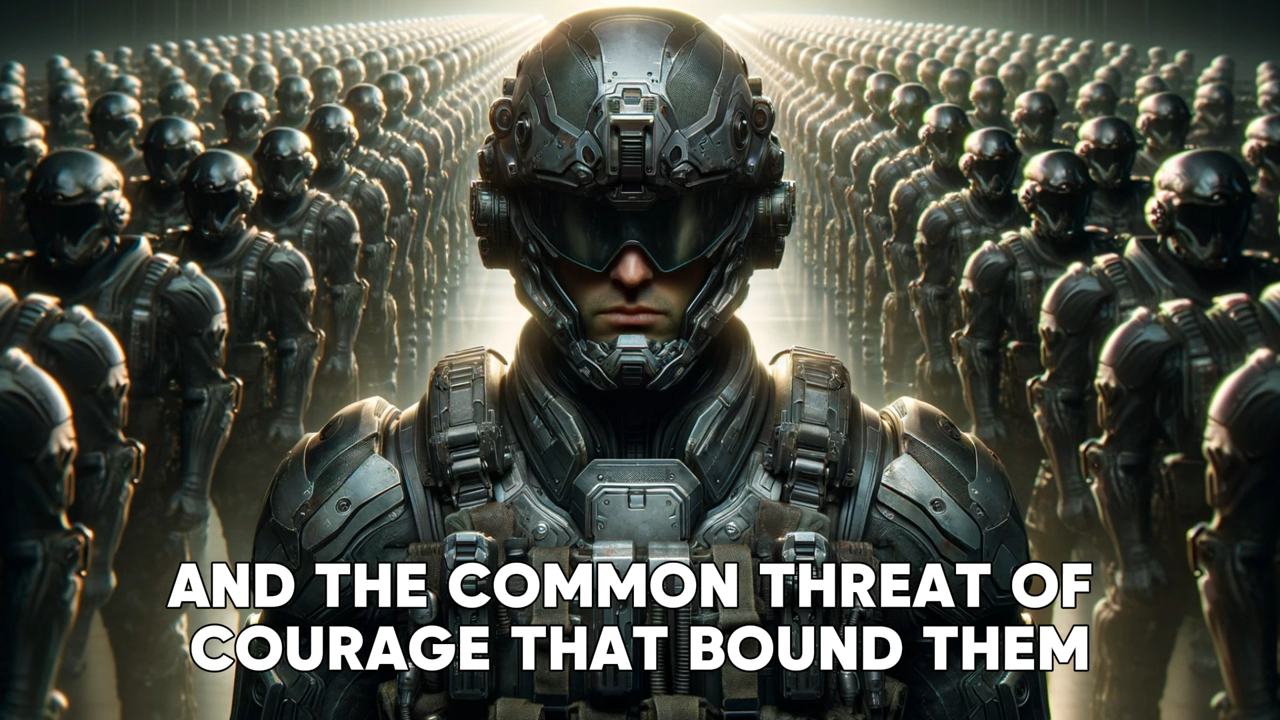 AND THE COMMON THREAT OF
COURAGE THAT BOUND THEM